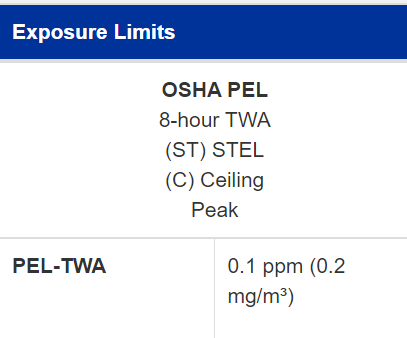 Exposure Limits
OSHA PEL
8-hour TWA
(ST) STEL
(C) Ceiling
Peak
PEL-TWA
0.1 ppm (0.2
mg/m³)